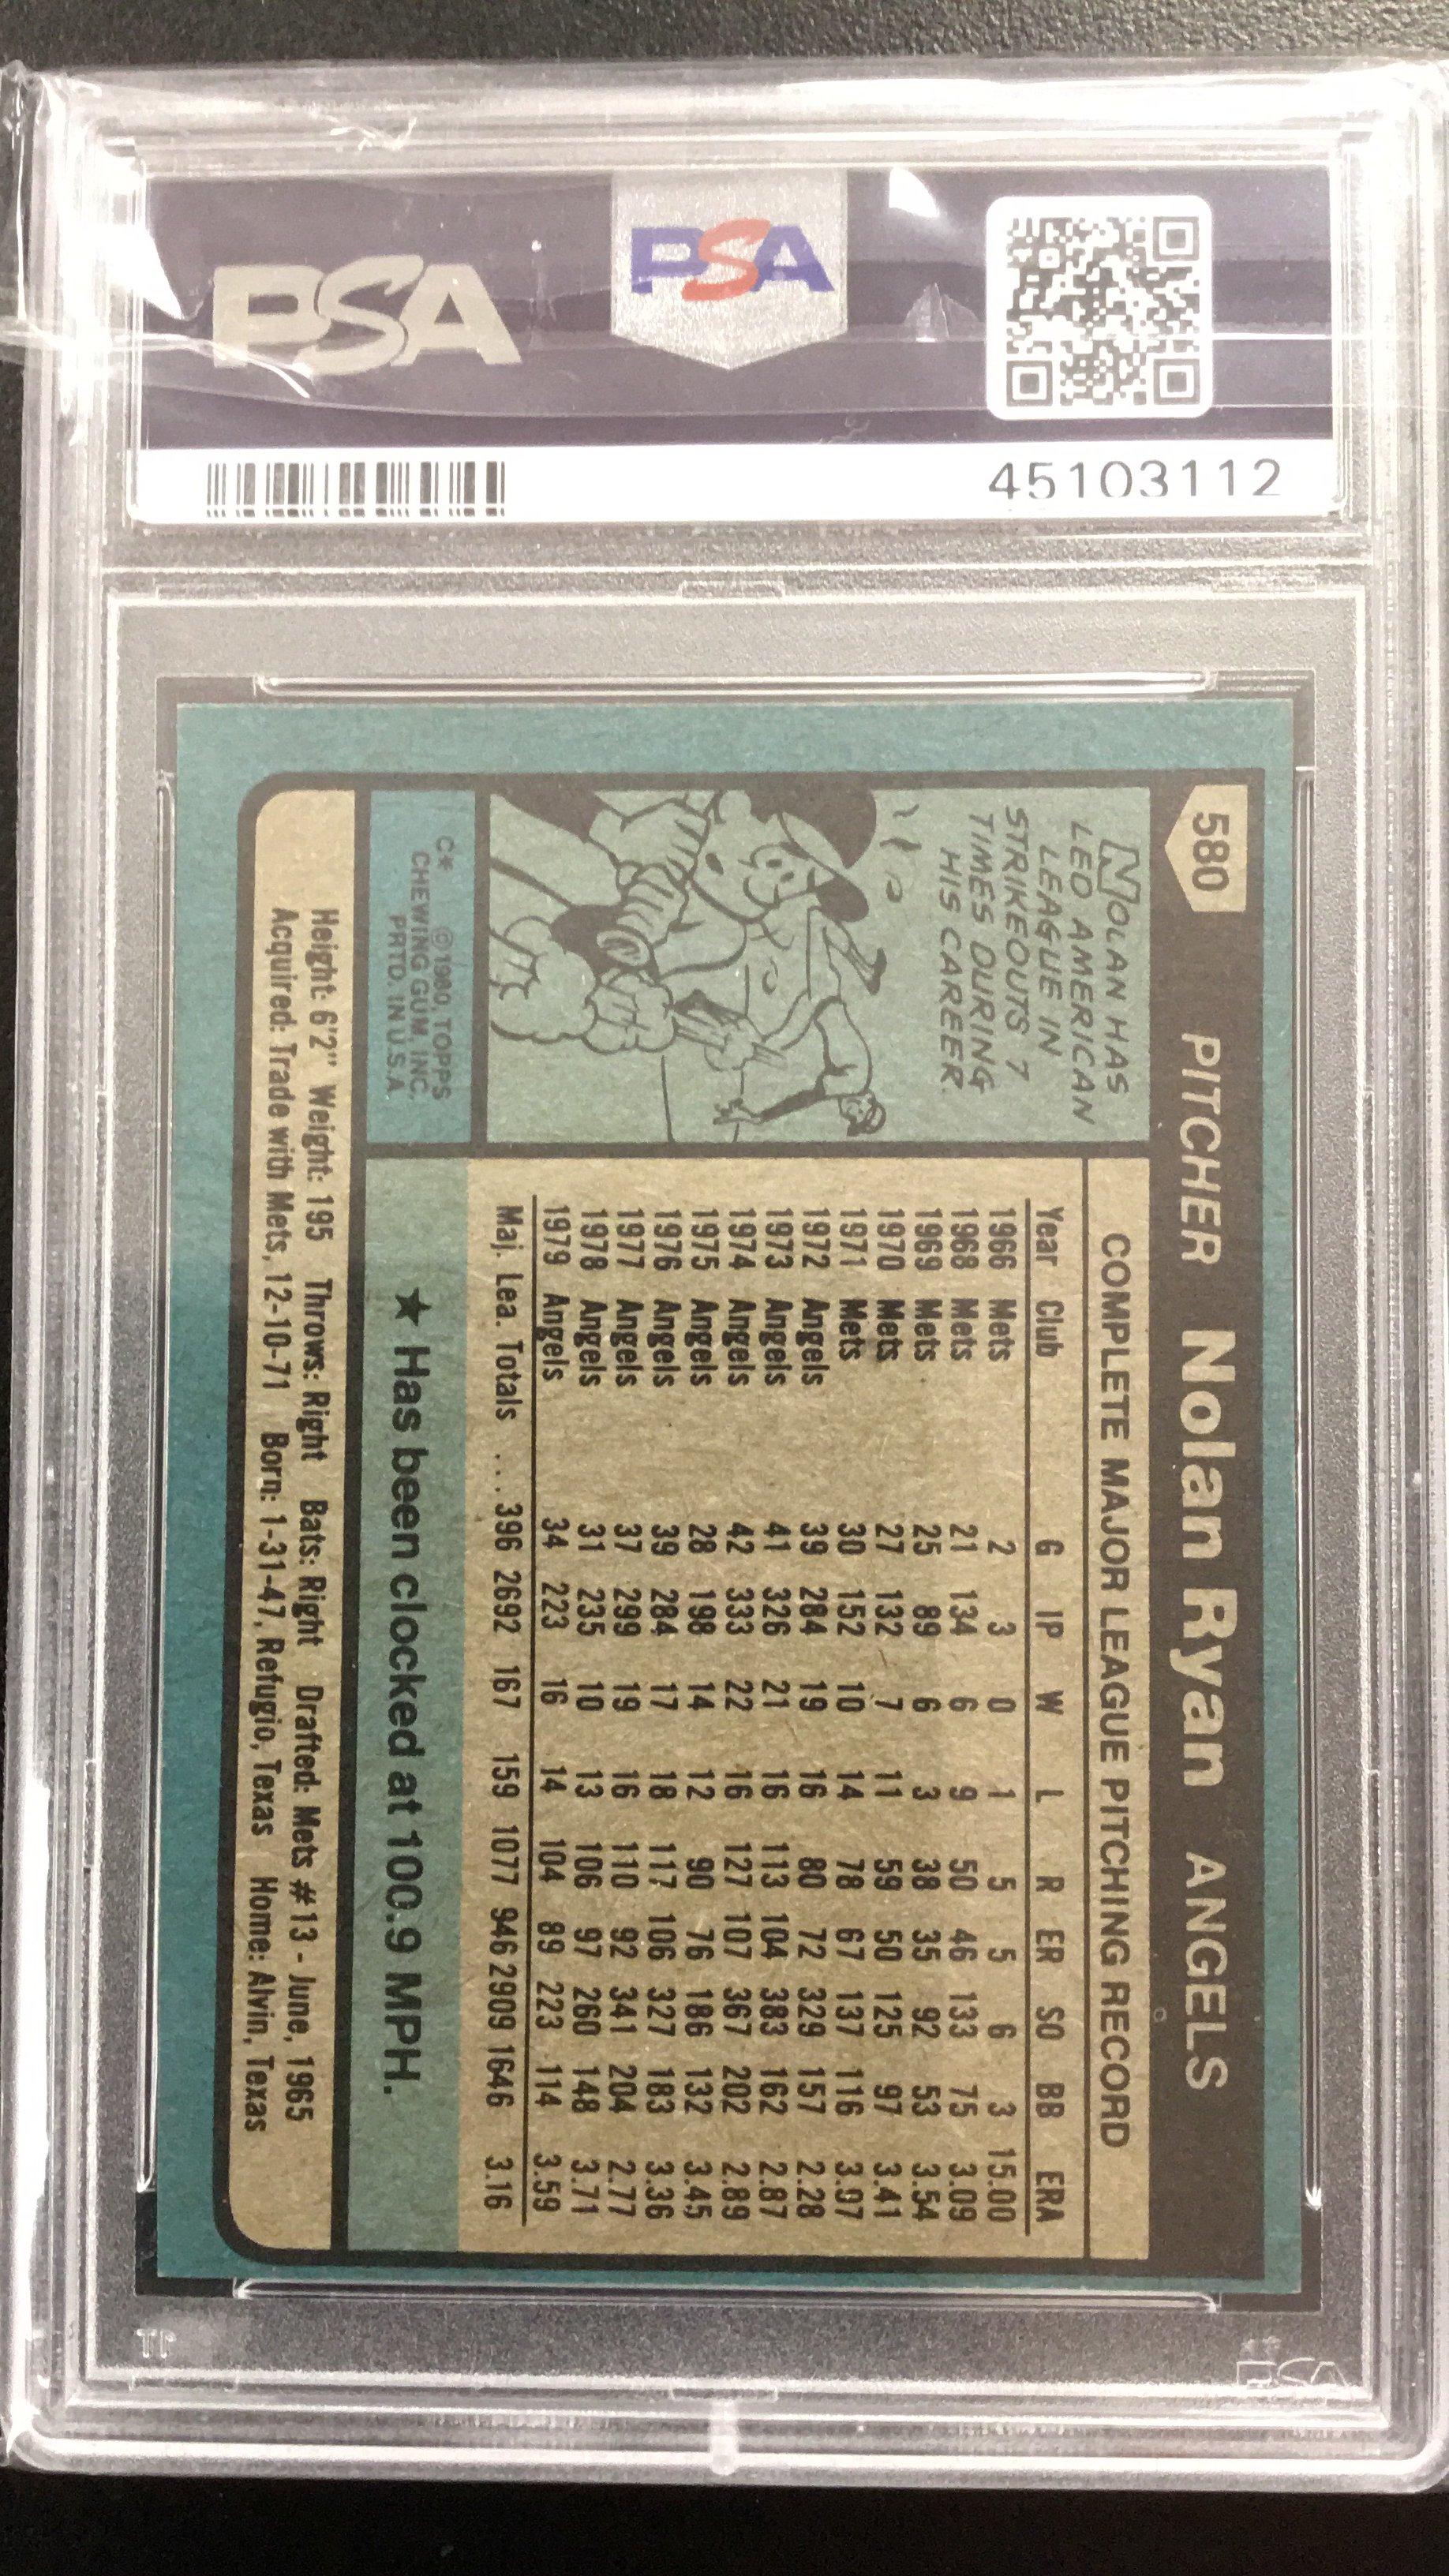 PSA
PSA
45103112
580 PITCHER Nolan Ryan ANGELS
NOLAN HAS
LED AMERICAN
LEAGUE IN
STRIKEOUTS 7
TIMES DURING
HIS CAREER.
C* ©1980, TOPPS
CHEWING GUM, INC.
PRTD. IN U.S.A.
COMPLETE MAJOR LEAGUE PITCHING RECORD
Year Club G IP W L R ER SO BB ERA
1966 Mets 2 3 0 1 5 5 6 3 15.00
1968 Mets 21 134 6 9 50 46 133 75 3.09
1969 Mets 25 89 6 3 38 35 92 53 3.54
1970 Mets 27 132 7 11 59 50 125 97 3.41
1971 Mets 30 152 10 14 78 67 137 116 3.97
1972 Angels 39 284 19 16 80 72 329 157 2.28
1973 Angels 41 326 21 16 113 104 383 162 2.87
1974 Angels 42 333 22 16 127 107 367 202 2.89
1975 Angels 28 198 14 12 90 76 186 132 3.45
1976 Angels 39 284 17 18 117 106 327 183 3.36
1977 Angels 37 299 19 16 110 92 341 204 2.77
1978 Angels 31 235 10 13 106 97 260 148 3.71
1979 Angels 34 223 16 14 104 89 223 114 3.59
Maj. Lea. Totals ... 396 2692 167 159 1077 946 2909 1646 3.16
★ Has been clocked at 100.9 MPH.
Height: 6'2" Weight: 195 Throws: Right Bats: Right Drafted: Mets #13 - June, 1965
Acquired: Trade with Mets, 12-10-71 Born: 1-31-47, Refugio, Texas Home: Alvin, Texas
PSA